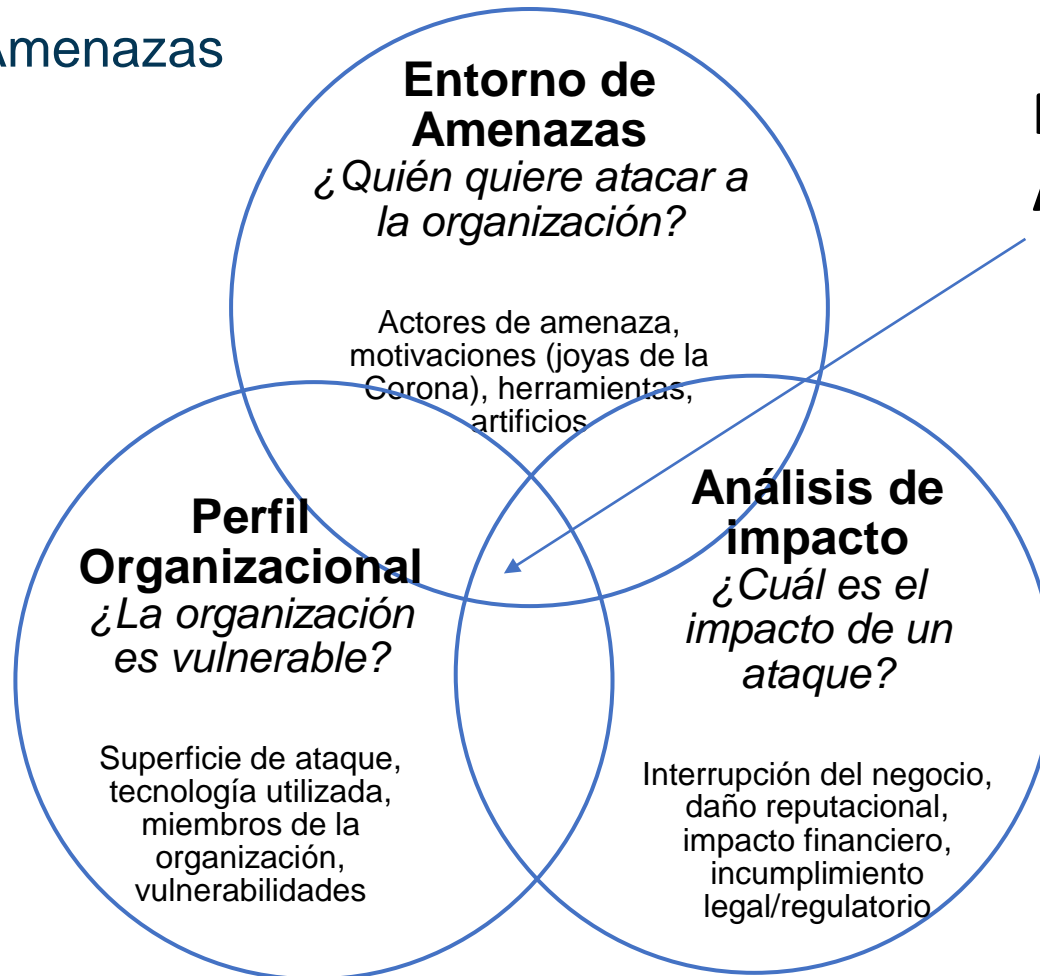 Amenazas
Entorno de
Amenazas
¿Quién quiere atacar a
la organización?
Actores de amenaza,
motivaciones (joyas de la
Corona), herramientas,
artificios
Perfil
Organizacional
¿La organización
es vulnerable?
Superficie de ataque,
tecnología utilizada,
miembros de la
organización,
vulnerabilidades
Análisis de
impacto
¿Cuál es el
impacto de un
ataque?
Interrupción del negocio,
daño reputacional,
impacto financiero,
incumplimiento
legal/regulatorio